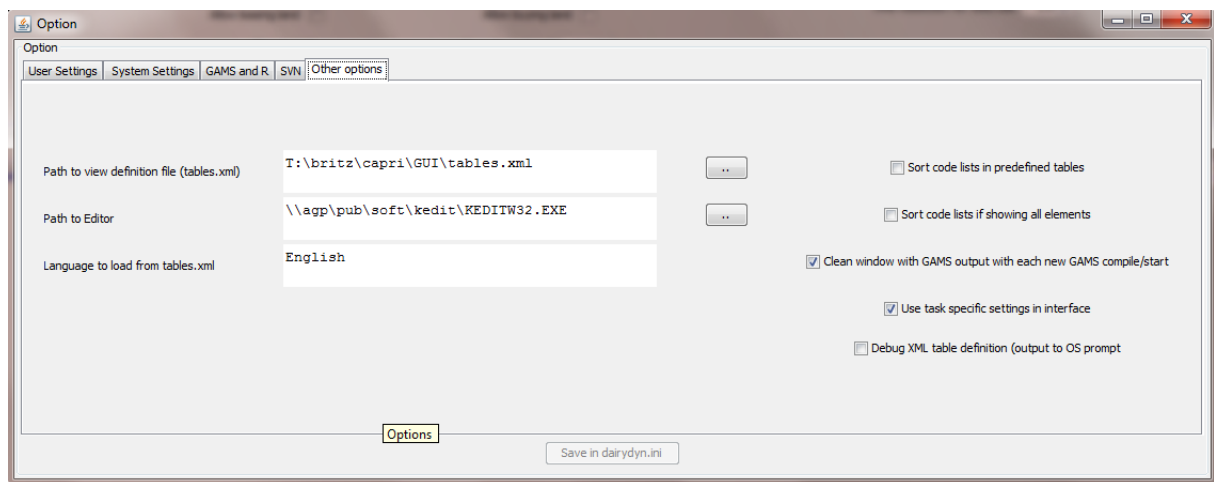 Option
Option
User Settings System Settings GAMS and R SVN Other options
Path to view definition file (tables.xml) T:\britz\capri\GUI\tables.xml .. Sort code lists in predefined tables
Path to Editor \\agp\pub\soft\kedit\KEDITW32.EXE .. Sort code lists if showing all elements
Language to load from tables.xml English Clean window with GAMS output with each new GAMS compile/start
Use task specific settings in interface
Debug XML table definition (output to OS prompt
Options
Save in dairydyn.ini